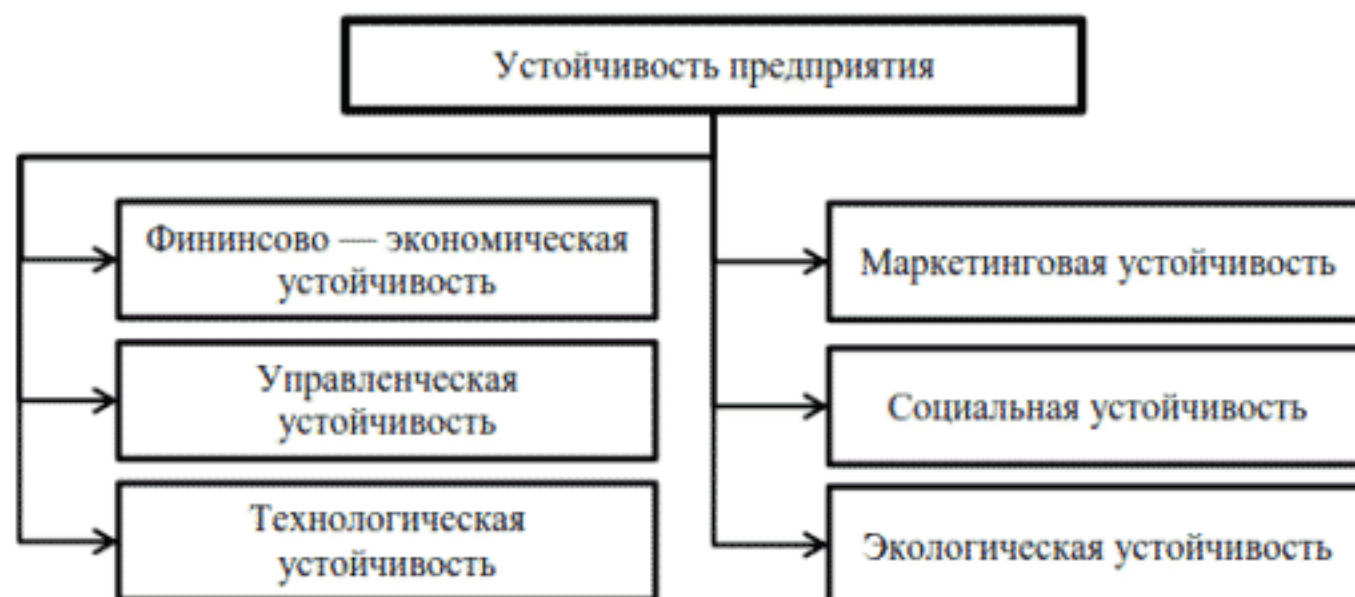 Устойчивость предприятия
Фининсово — экономическая
устойчивость
Управленческая
устойчивость
Технологическая
устойчивость
Маркетинговая устойчивость
Социальная устойчивость
Экологическая устойчивость